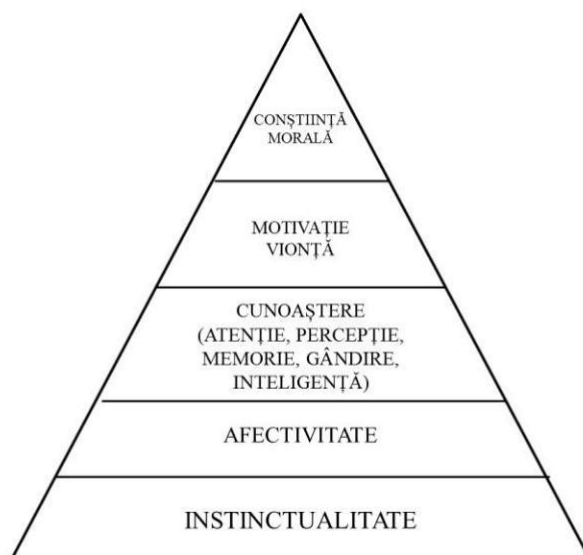 CONȘTIINȚĂ
MORALĂ
MOTIVAȚIE
VIONȚĂ
CUNOAȘTERE
(ATENȚIE, PERCEPȚIE,
MEMORIE, GÂNDIRE,
INTELIGENȚĂ)
AFECTIVITATE
INSTINCTUALITATE